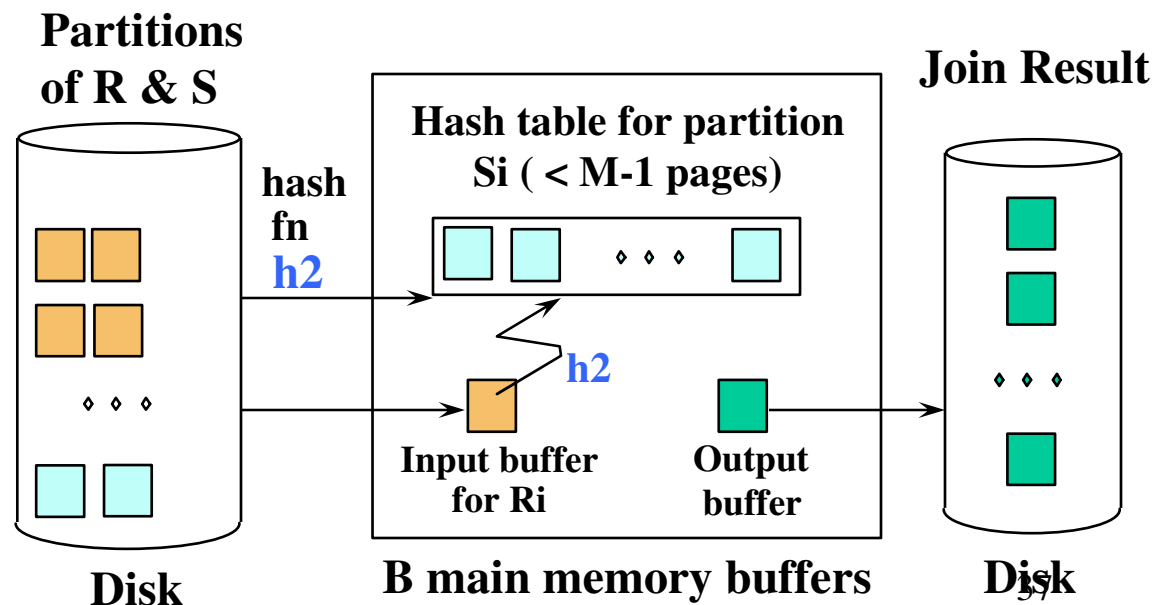 Partitions
of R & S
Join Result
Hash table for partition
Si ( < M-1 pages)
hash
fn
h2
h2
Input buffer
for Ri
Output
buffer
Disk
B main memory buffers
Disk
37